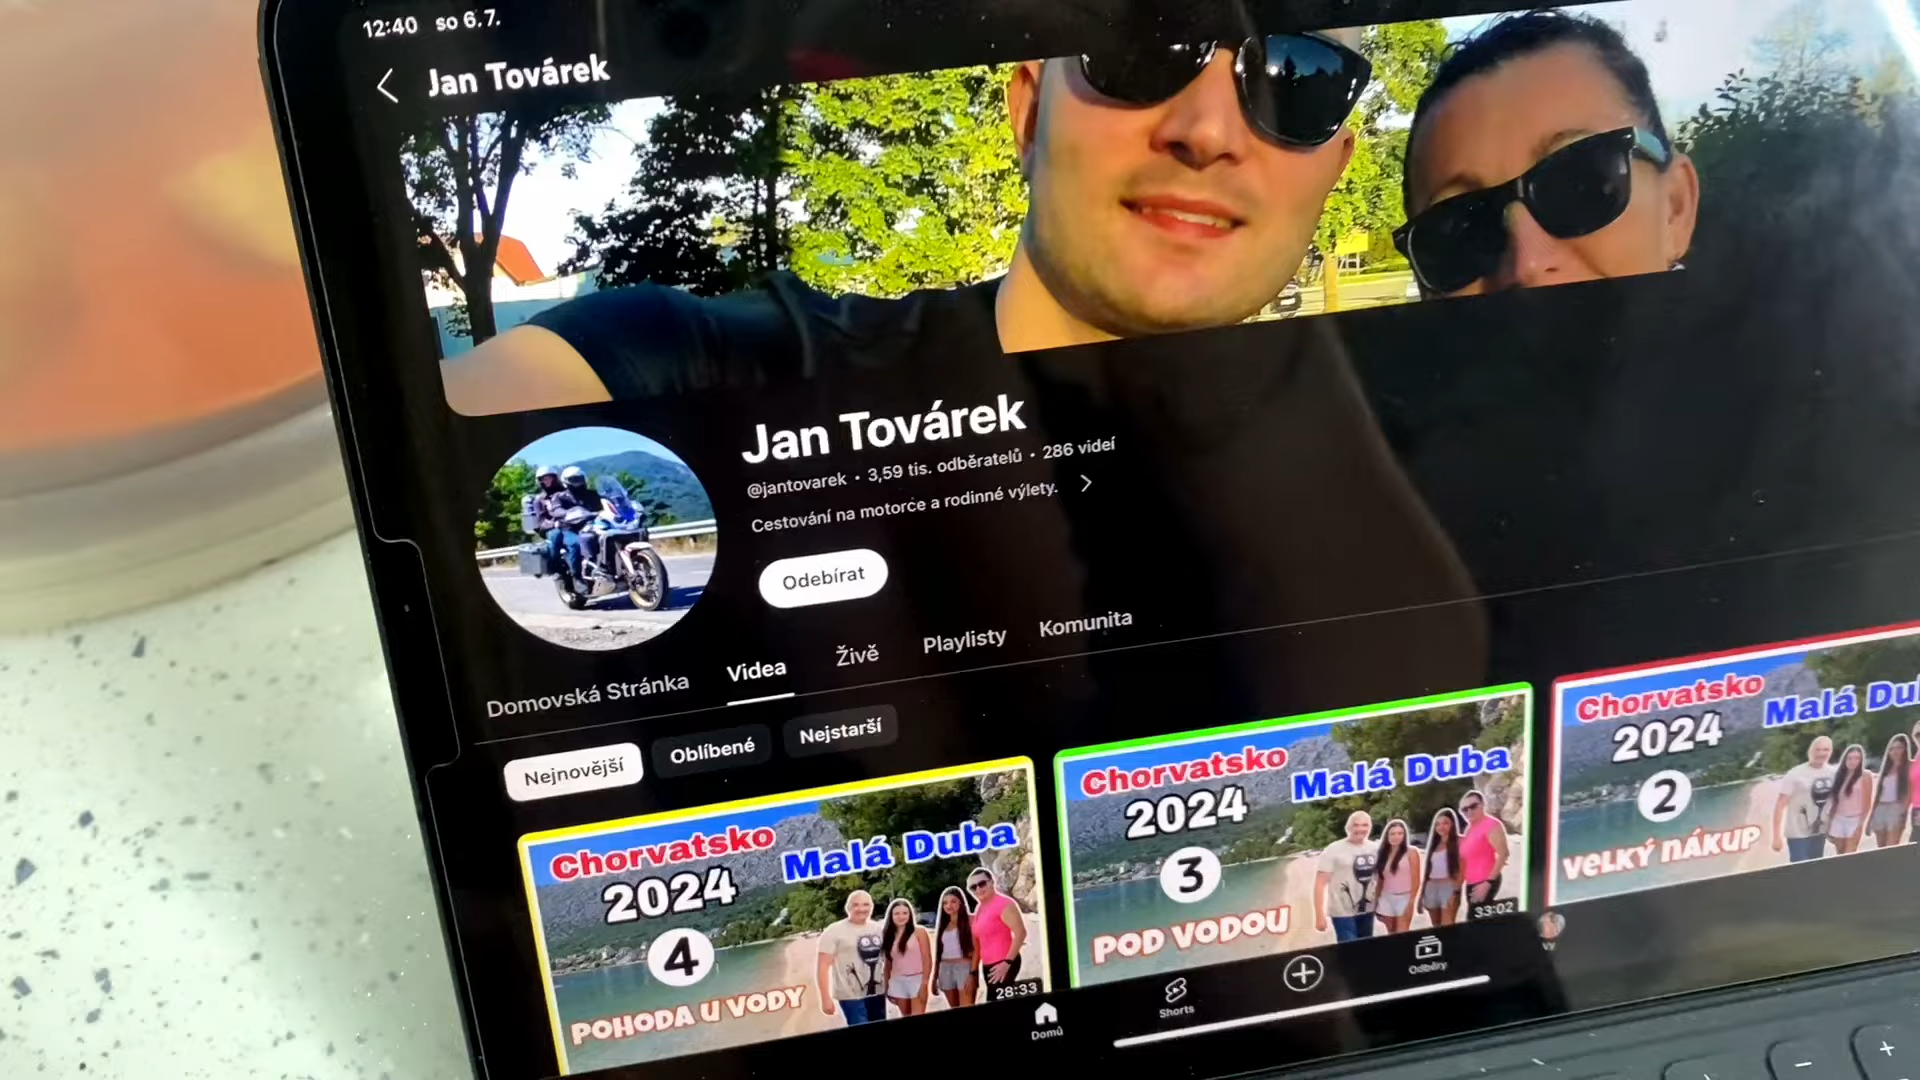 12:40 so 6.7.
Jan Továrek
Jan Továrek
@jantovarek • 3,59 tis. odběratelů • 286 videí
Cestování na motorce a rodinné výlety.
Odebírat
Domovská Stránka Videa Živě Playlisty Komunita
Nejnovější Oblíbené Nejstarší
Chorvatsko
2024
Malá Duba
4
POHODA U VODY
28:33
Chorvatsko
2024
Malá Duba
3
POD VODOU
33:02
Chorvatsko
2024
Malá
2
VELKÝ NÁKUP
Domů
Shorts
Odběry